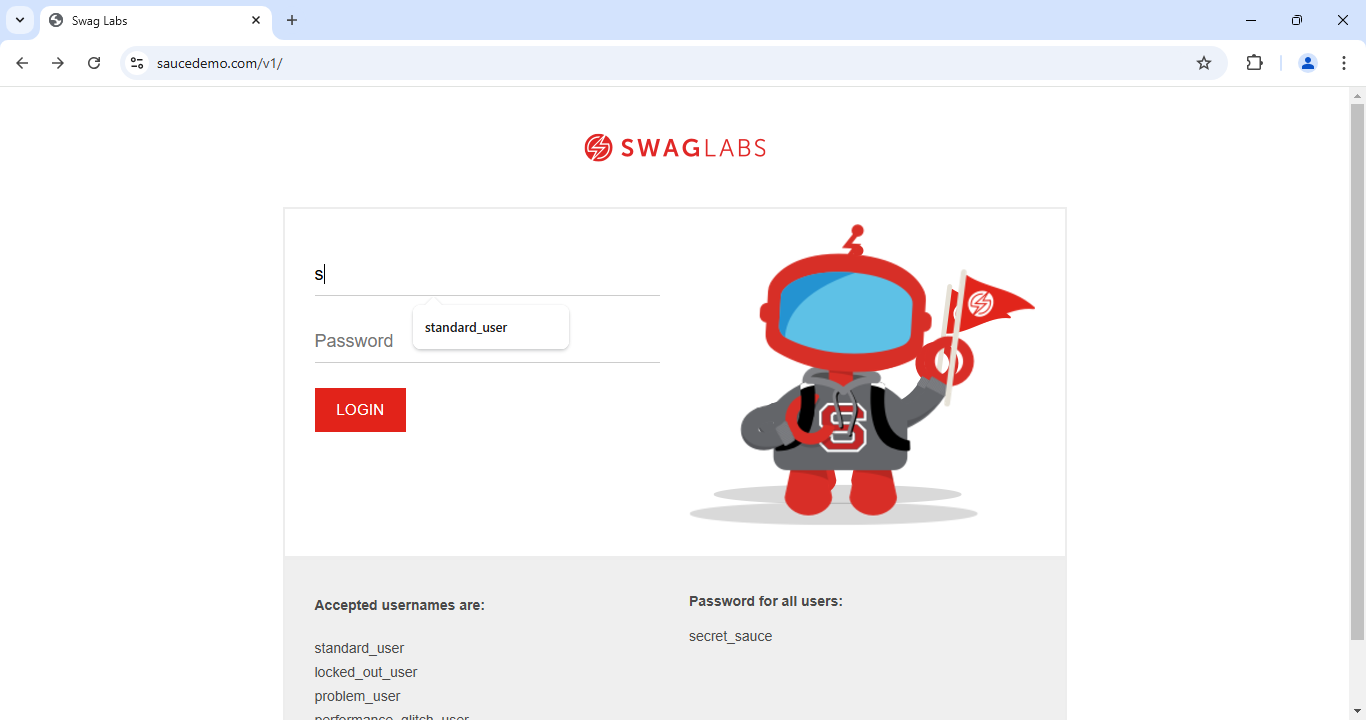 Swag Labs
saucedemo.com/v1/
SWAGLABS
s
standard_user
Password
LOGIN
S
Accepted usernames are:
standard_user
locked_out_user
problem_user
performance_glitch_user
Password for all users:
secret_sauce